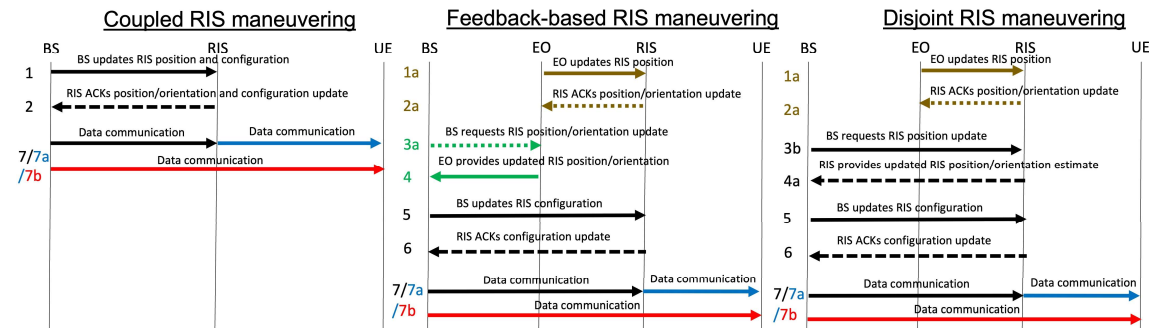 Coupled RIS maneuvering
BS RIS UE
1 BS updates RIS position and configuration
2 RIS ACKs position/orientation and configuration update
7/7a Data communication Data communication
/7b Data communication
Feedback-based RIS maneuvering
BS EO RIS UE
1a EO updates RIS position
2a RIS ACKs position/orientation update
3a BS requests RIS position/orientation update
4 EO provides updated RIS position/orientation
5 BS updates RIS configuration
6 RIS ACKs configuration update
7/7a Data communication Data communication
/7b Data communication
Disjoint RIS maneuvering
BS EO RIS UE
1a EO updates RIS position
2a RIS ACKs position/orientation update
3b BS requests RIS position update
4a RIS provides updated RIS position/orientation estimate
5 BS updates RIS configuration
6 RIS ACKs configuration update
7/7a Data communication Data communication
/7b Data communication